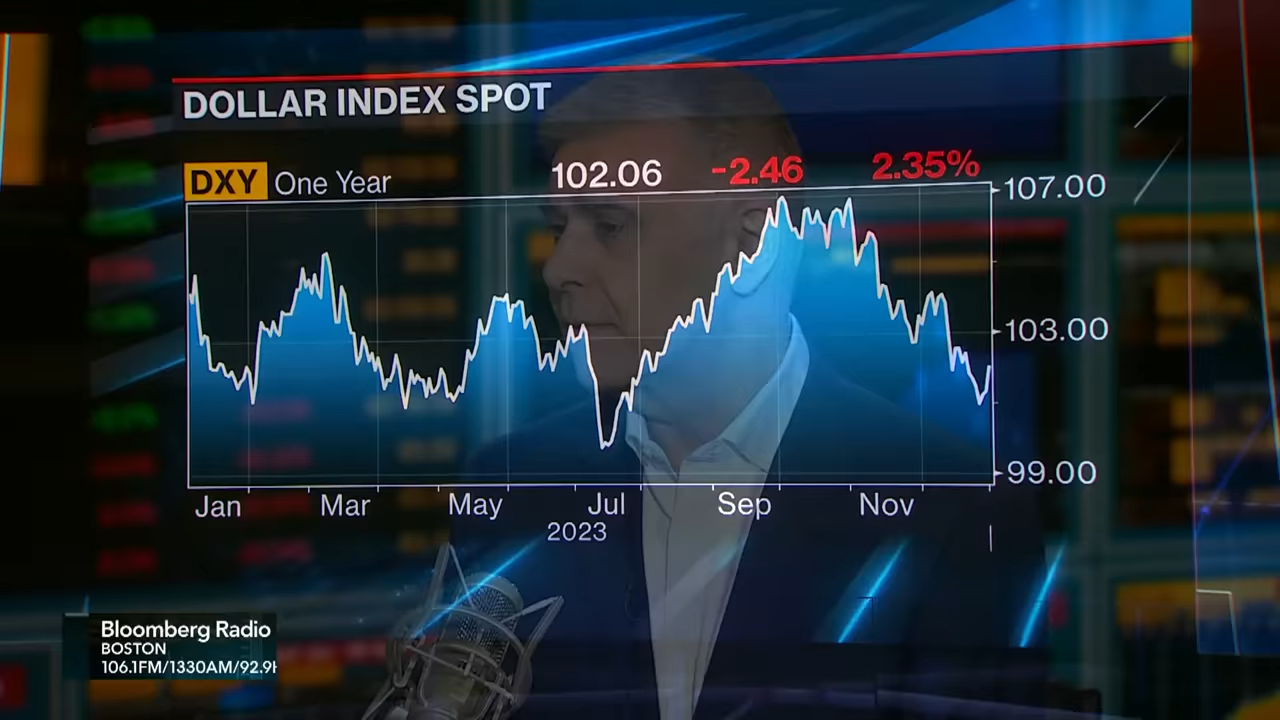 DOLLAR INDEX SPOT
DXY One Year 102.06 -2.46 2.35%
107.00
103.00
99.00
Jan Mar May Jul Sep Nov
2023
Bloomberg Radio
BOSTON
106.1FM/1330AM/92.9